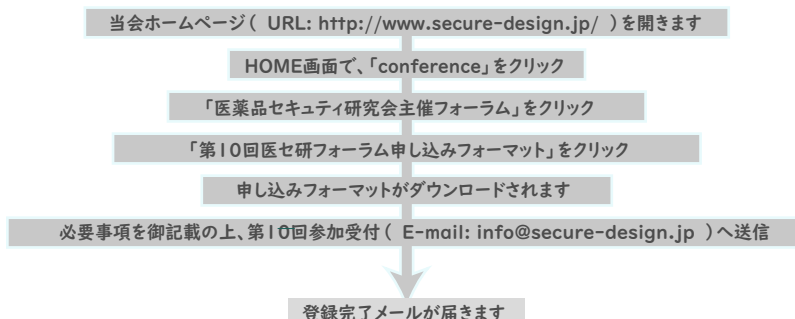 当会ホームページ( URL: http://www.secure-design.jp/ )を開きます
HOME画面で、「conference」をクリック
「医薬品セキュティ研究会主催フォーラム」をクリック
「第10回医セ研フォーラム申し込みフォーマット」をクリック
申し込みフォーマットがダウンロードされます
必要事項を御記載の上、第10回参加受付( E-mail: info@secure-design.jp )へ送信
登録完了メールが届きます